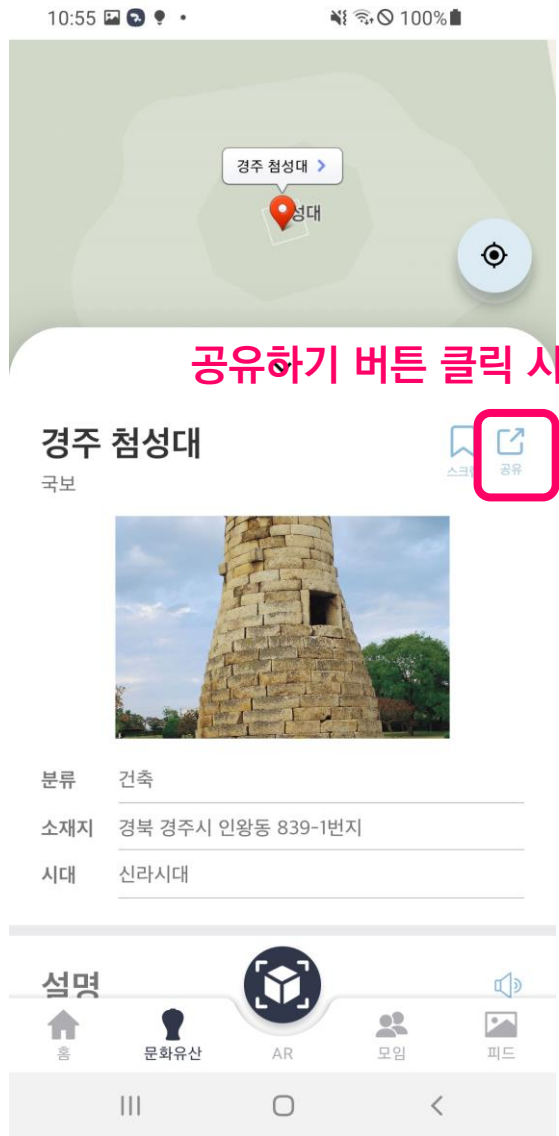 10:55
100%
경주 첨성대
성대
공유하기 버튼 클릭 시
경주 첨성대
국보
공유
분류 건축
소재지 경북 경주시 인왕동 839-1번지
시대 신라시대
설명
홈 문화유산 AR 모임 피드